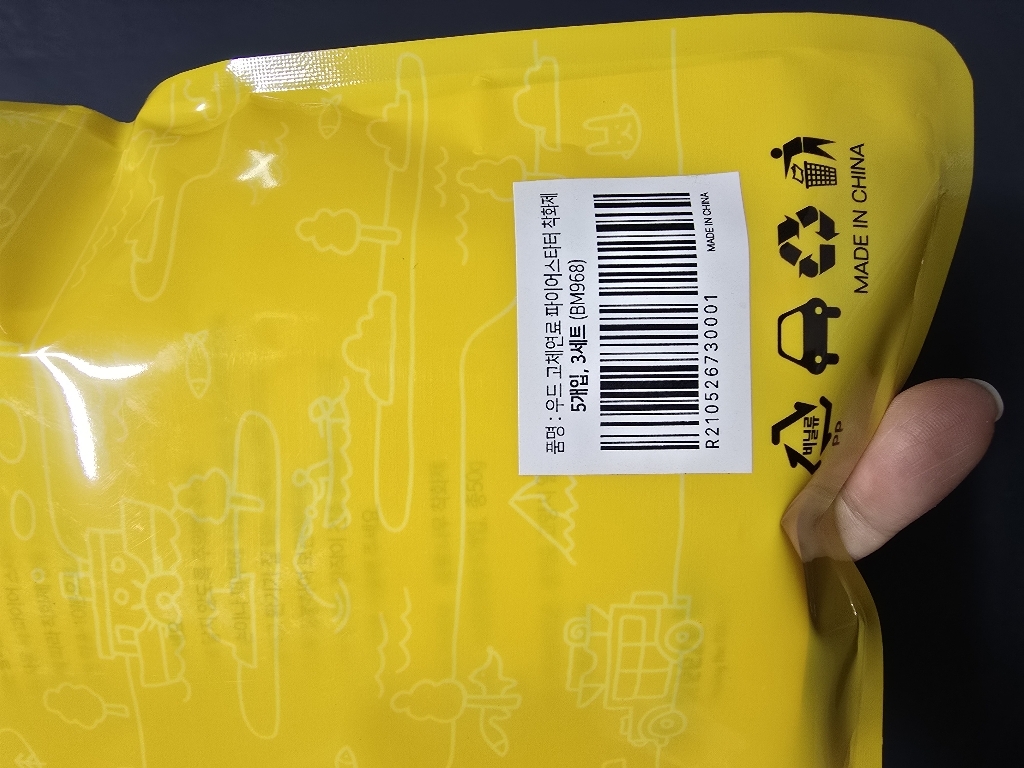 품명 : 우드 고체연료 파이어스타터 착화제
5개입, 3세트 (BM968)
R210526730001
MADE IN CHINA
비닐류
PP
MADE IN CHINA